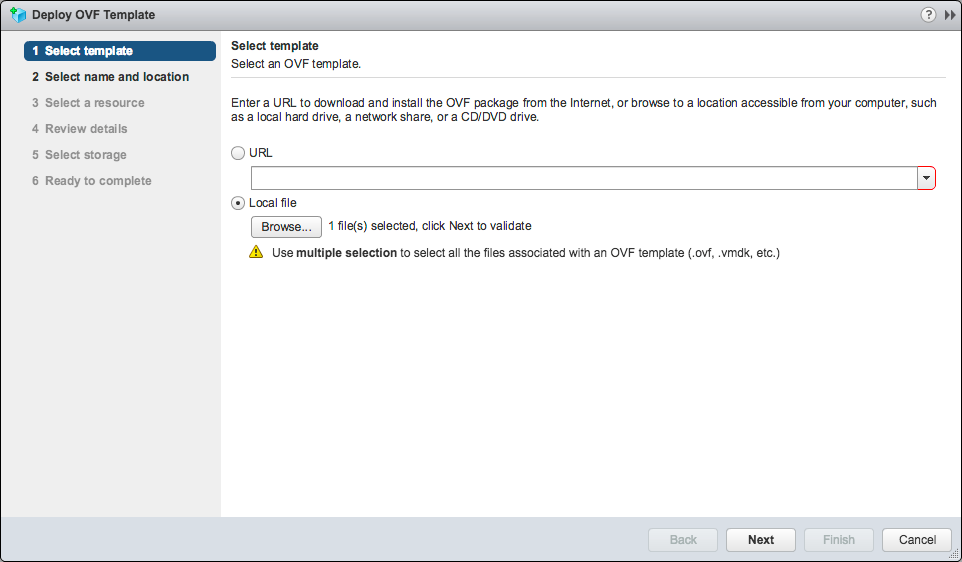 Deploy OVF Template
1 Select template
2 Select name and location
3 Select a resource
4 Review details
5 Select storage
6 Ready to complete
Select template
Select an OVF template.
Enter a URL to download and install the OVF package from the Internet, or browse to a location accessible from your computer, such
as a local hard drive, a network share, or a CD/DVD drive.
URL
Local file
Browse... 1 file(s) selected, click Next to validate
Use multiple selection to select all the files associated with an OVF template (.ovf, .vmdk, etc.)
Back Next Finish Cancel